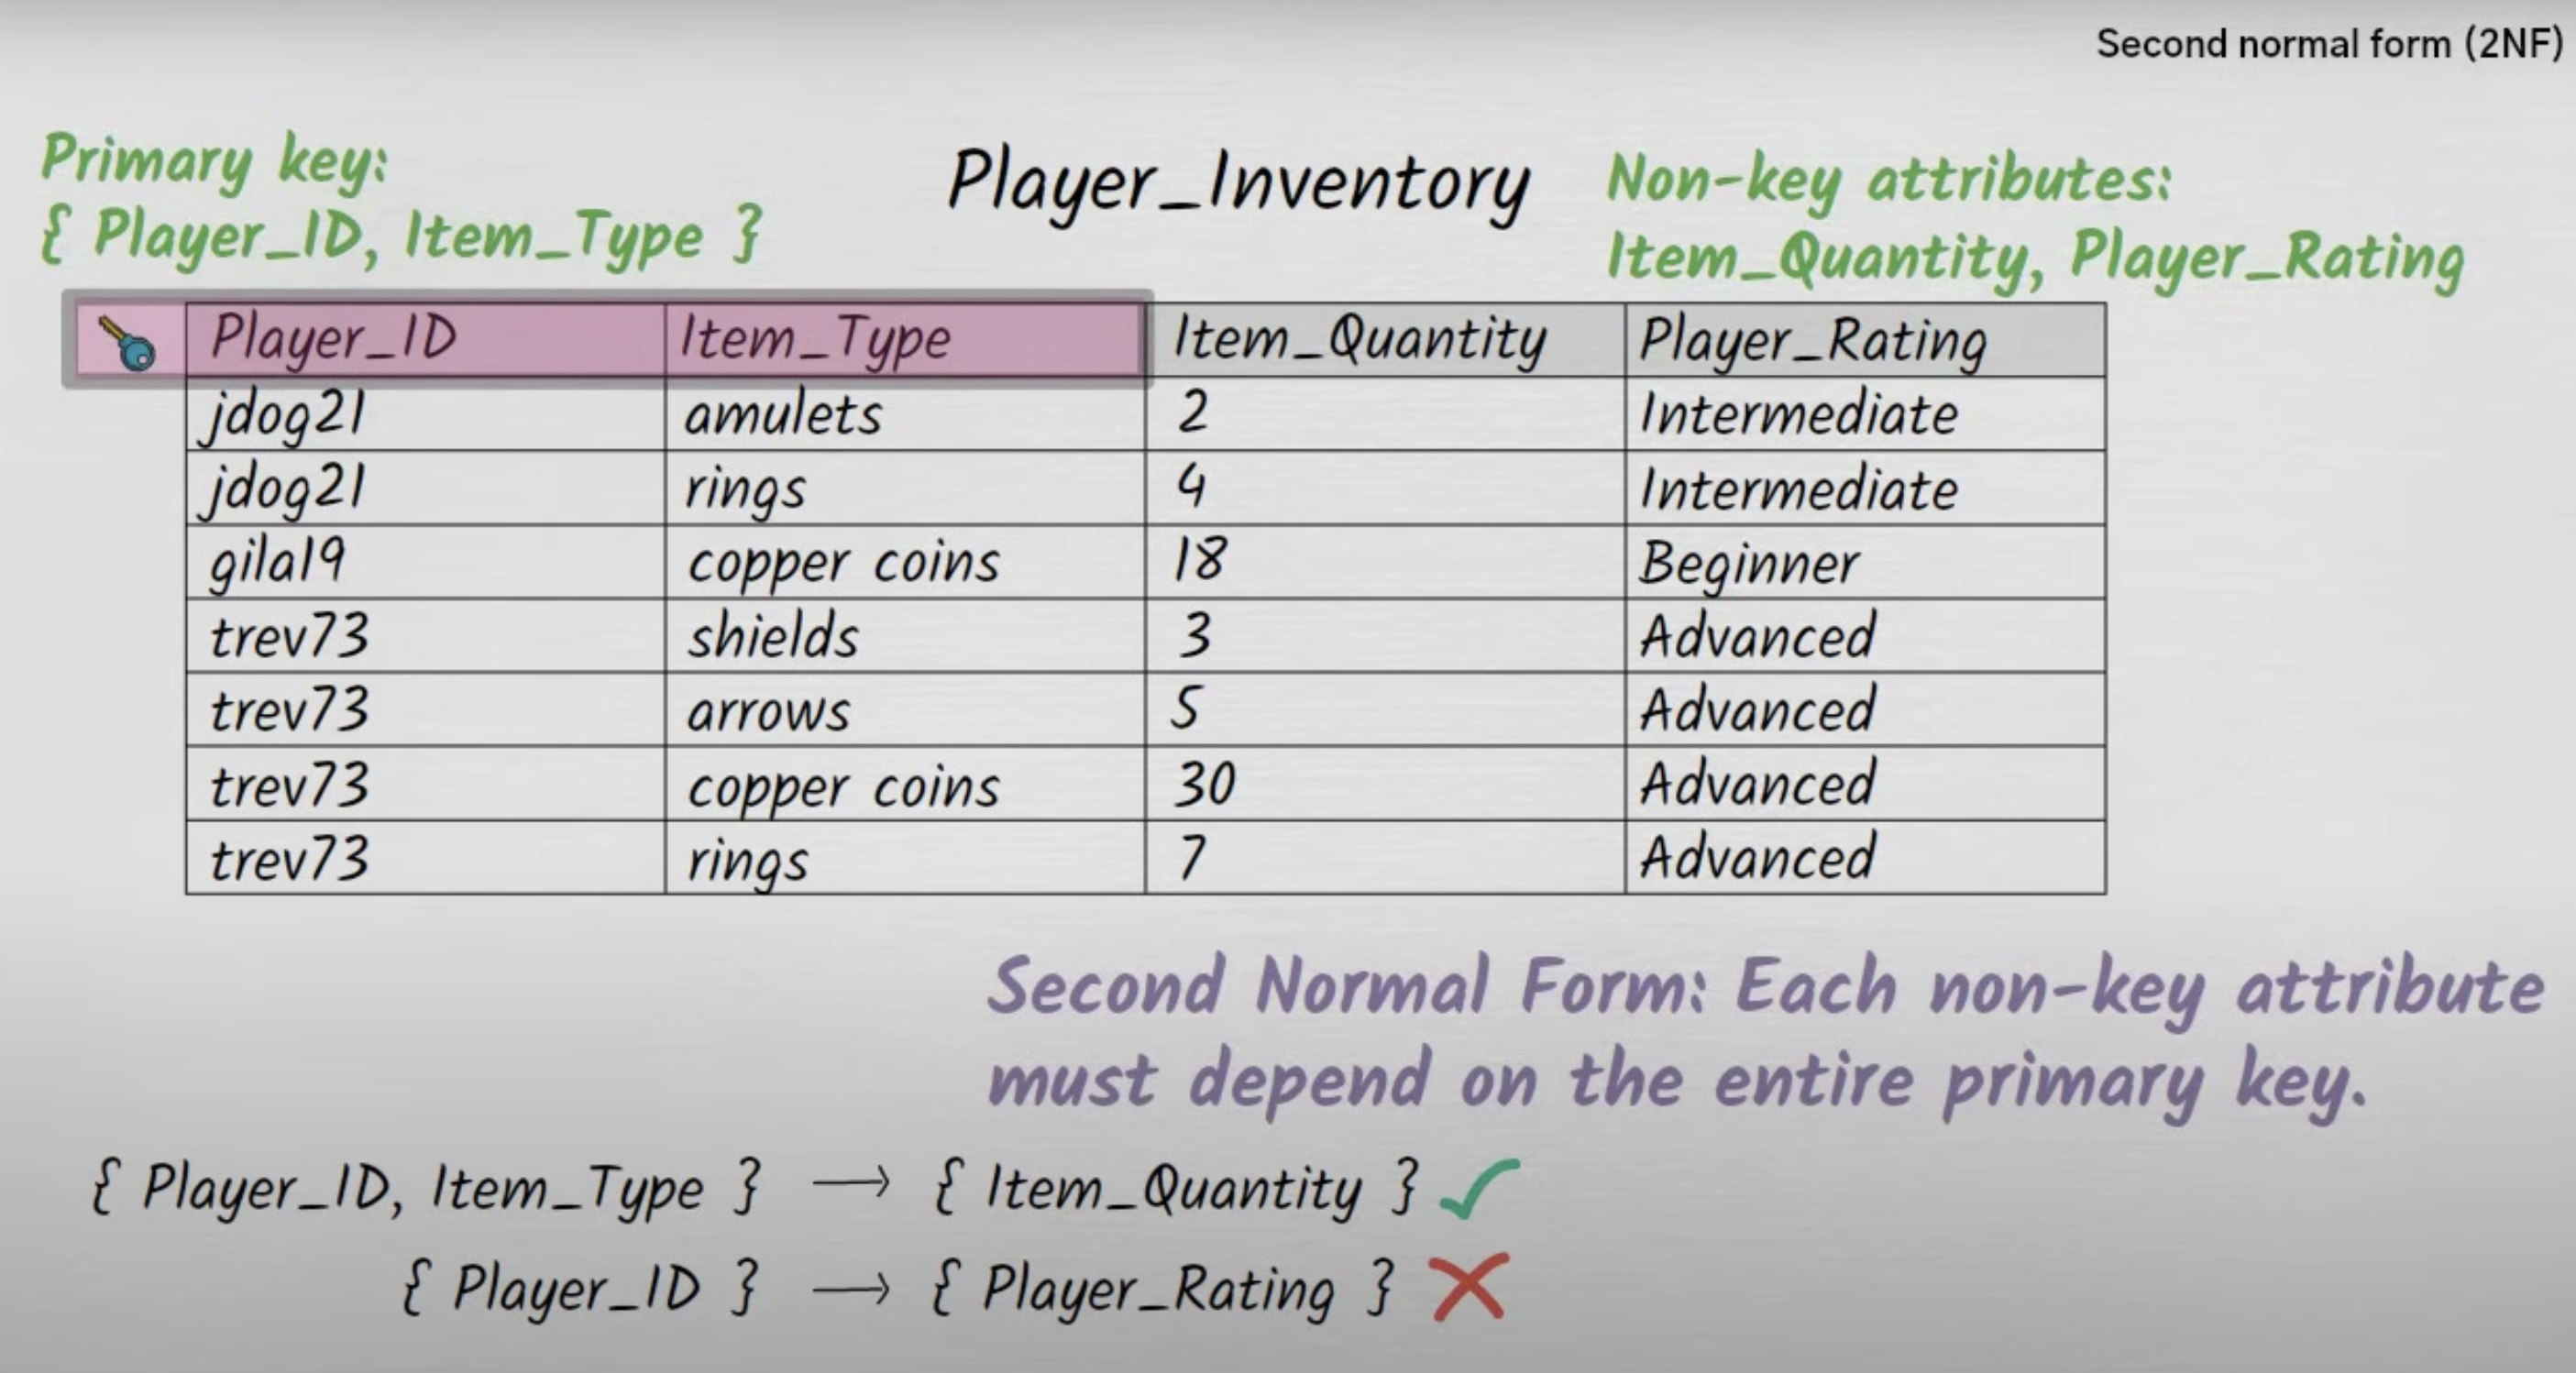 Second normal form (2NF)
Primary key:
{ Player_ID, Item_Type }
Player_Inventory
Non-key attributes:
Item_Quantity, Player_Rating
Player_ID Item_Type Item_Quantity Player_Rating
jdog21 amulets 2 Intermediate
jdog21 rings 4 Intermediate
gila19 copper coins 18 Beginner
trev73 shields 3 Advanced
trev73 arrows 5 Advanced
trev73 copper coins 30 Advanced
trev73 rings 7 Advanced
Second Normal Form: Each non-key attribute
must depend on the entire primary key.
{ Player_ID, Item_Type } → { Item_Quantity } ✓
{ Player_ID } → { Player_Rating } ✗